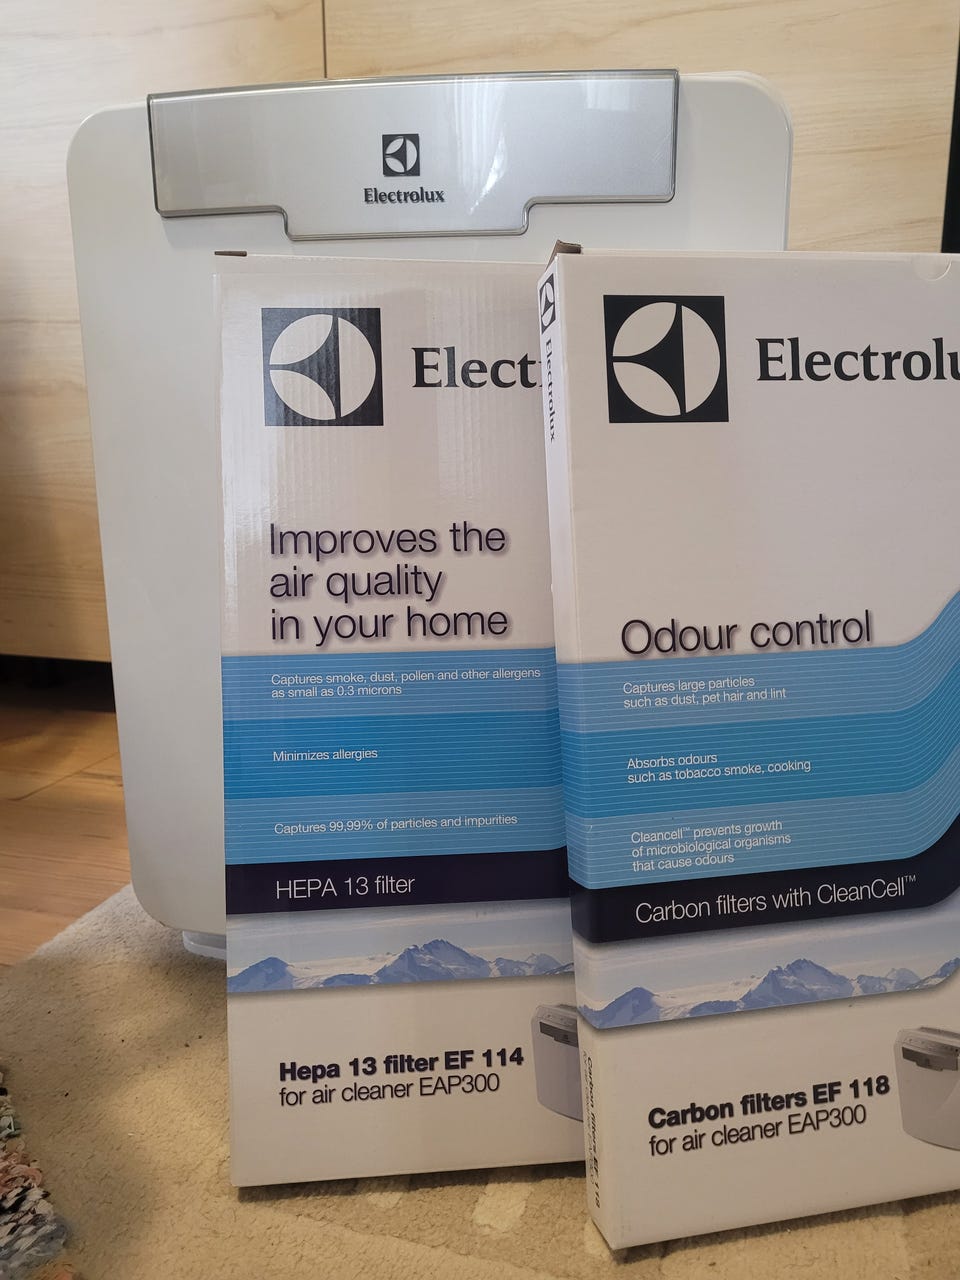 Electrolux
Elect
Improves the
air quality
in your home
Captures smoke, dust, pollen and other allergens
as small as 0.3 microns
Minimizes allergies
Captures 99,99% of particles and impurities
HEPA 13 filter
Hepa 13 filter EF 114
for air cleaner EAP300
Electrolux
Electrolu
Odour control
Captures large particles
such as dust, pet hair and lint
Absorbs odours
such as tobacco smoke, cooking
Cleancell™ prevents growth
of microbiological organisms
that cause odours
Carbon filters with CleanCell™
Carbon filters EF 118
for air cleaner EAP300
Carbon filters EF 118